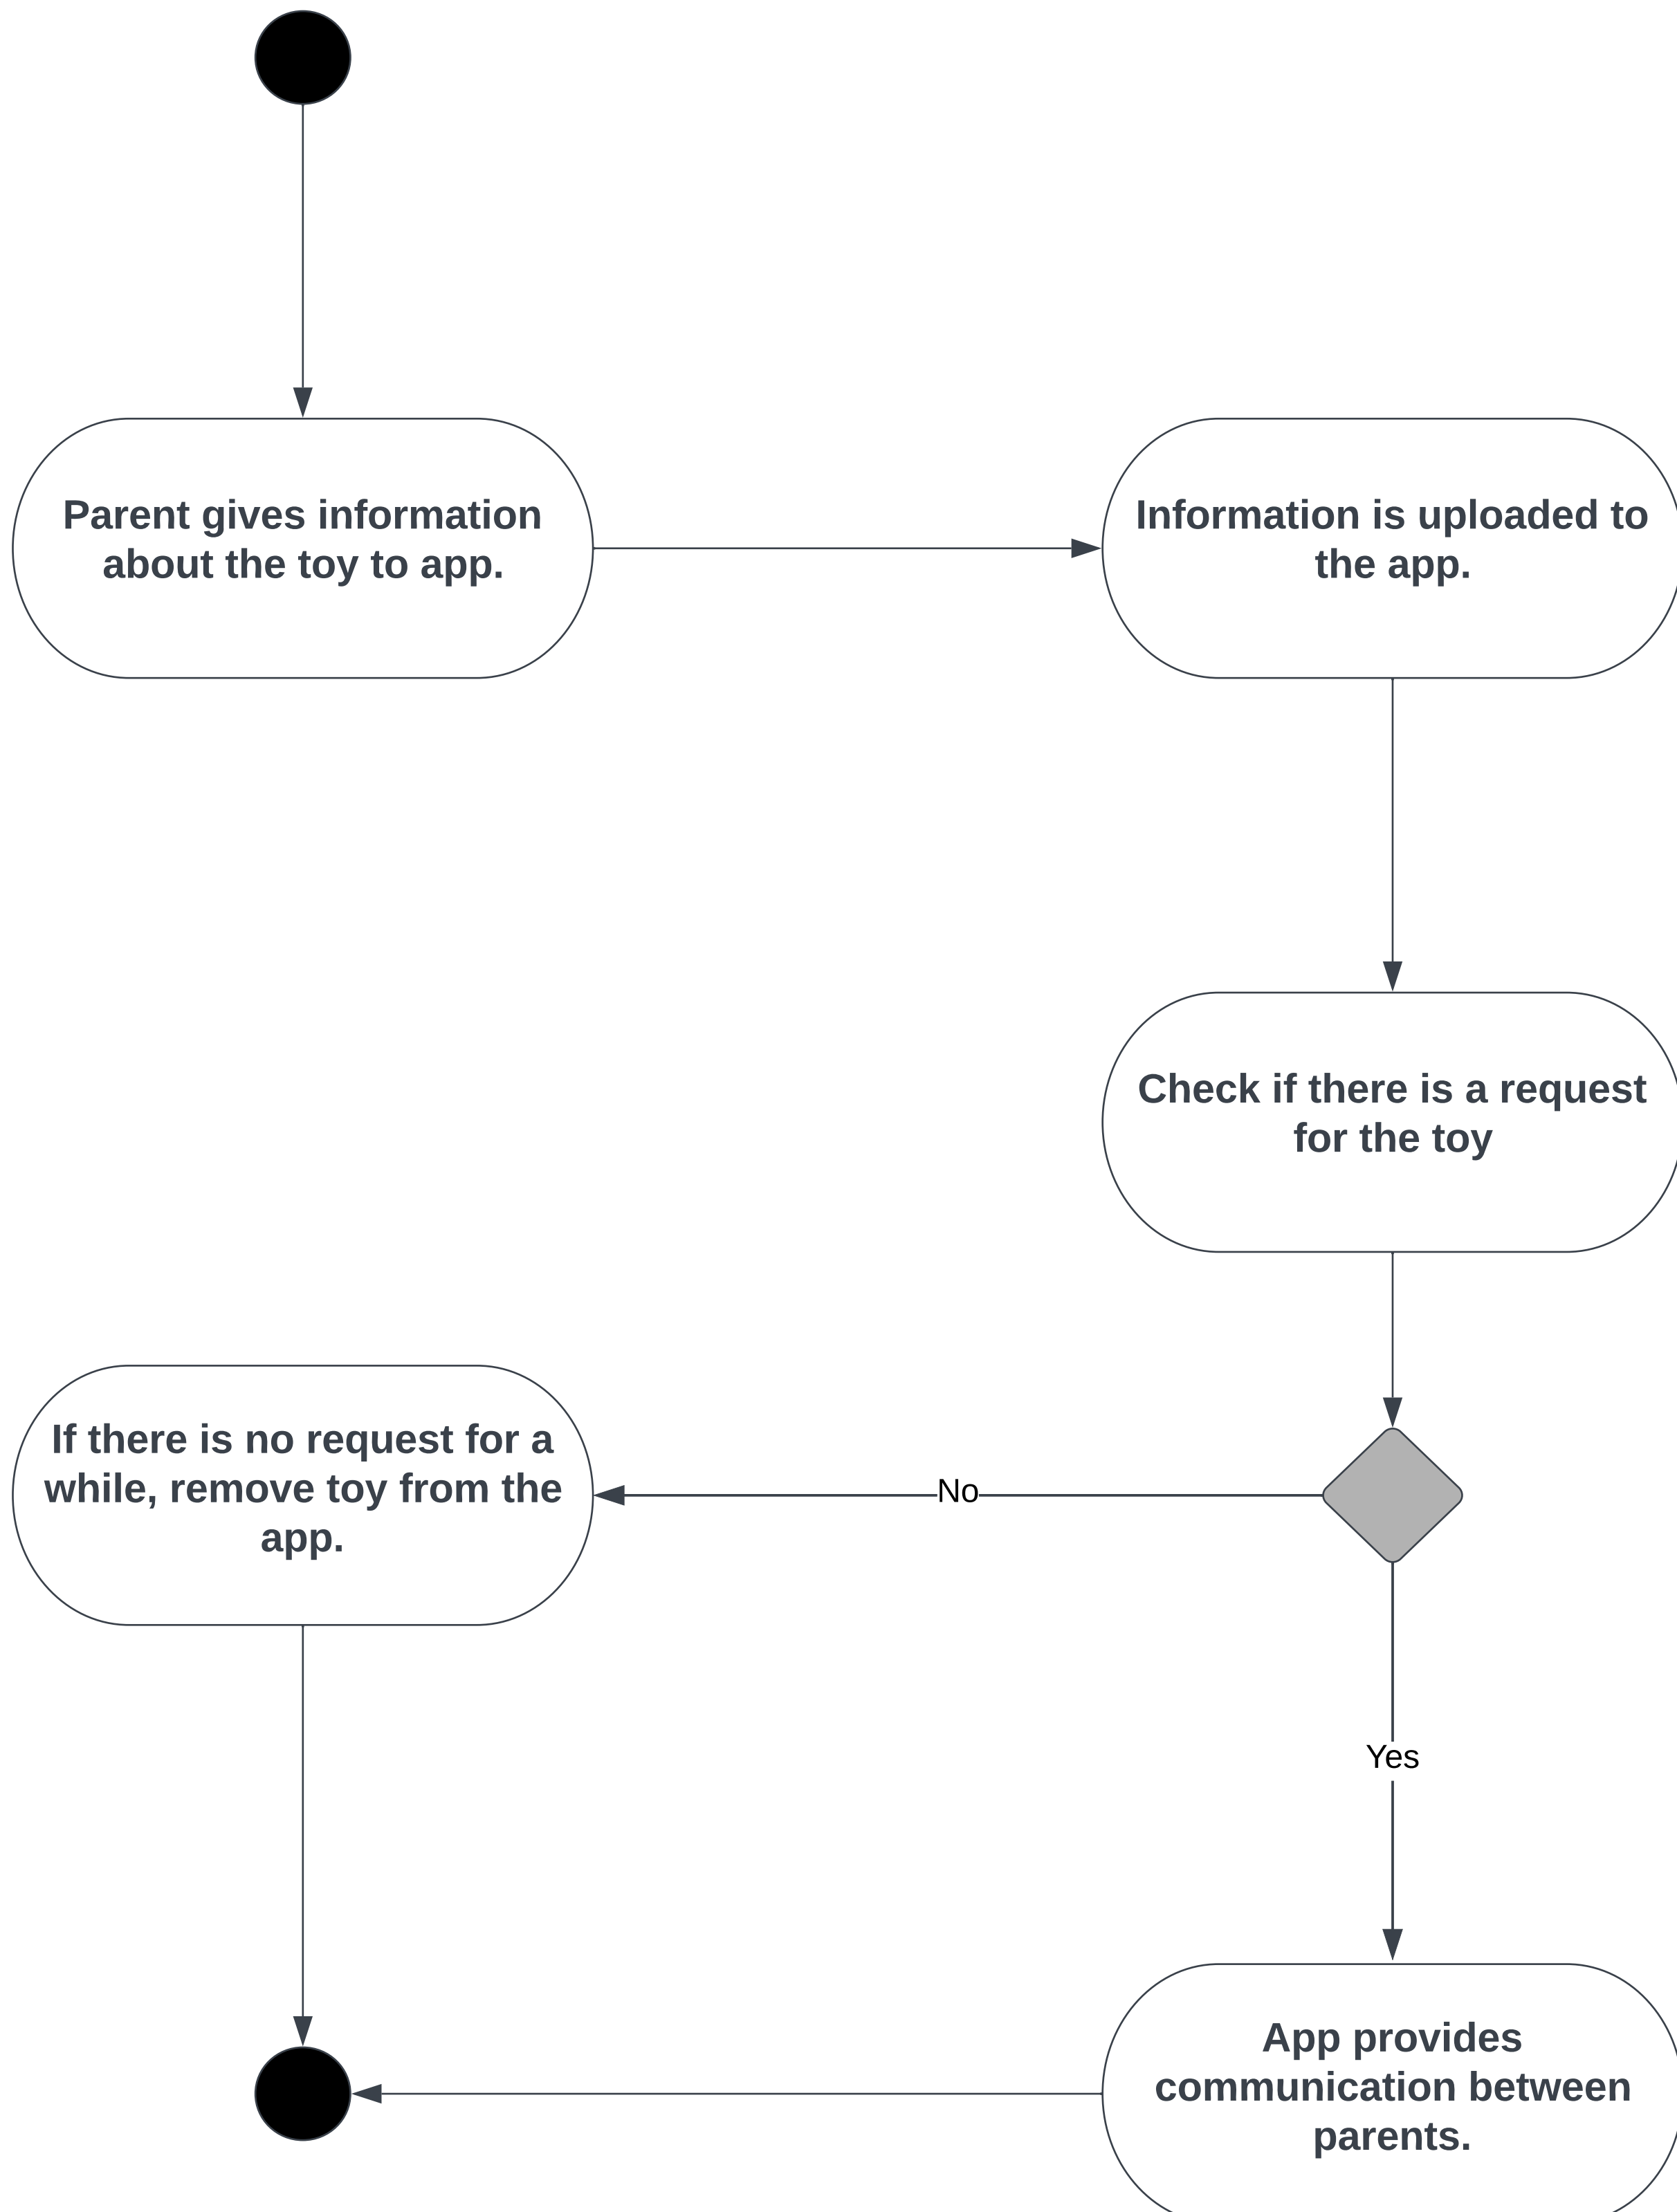 Parent gives information
about the toy to app.
Information is uploaded to
the app.
Check if there is a request
for the toy
If there is no request for a
while, remove toy from the
app.
No
Yes
App provides
communication between
parents.